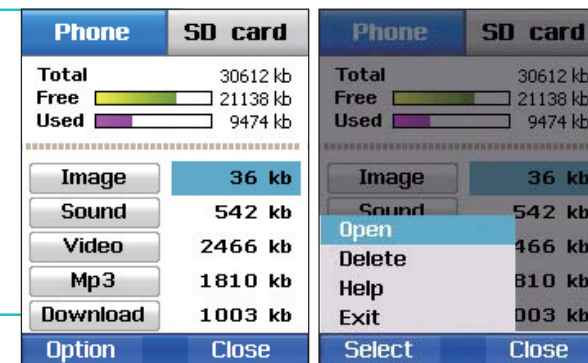 Phone SD card
Total 30612 kb
Free 21138 kb
Used 9474 kb
Image 36 kb
Sound 542 kb
Video 2466 kb
Mp3 1810 kb
Download 1003 kb
Option Close
Phone SD card
Total 30612 kb
Free 21138 kb
Used 9474 kb
Image 36 kb
Sound 542 kb
Open 466 kb
Delete
Help 810 kb
Exit 003 kb
Select Close